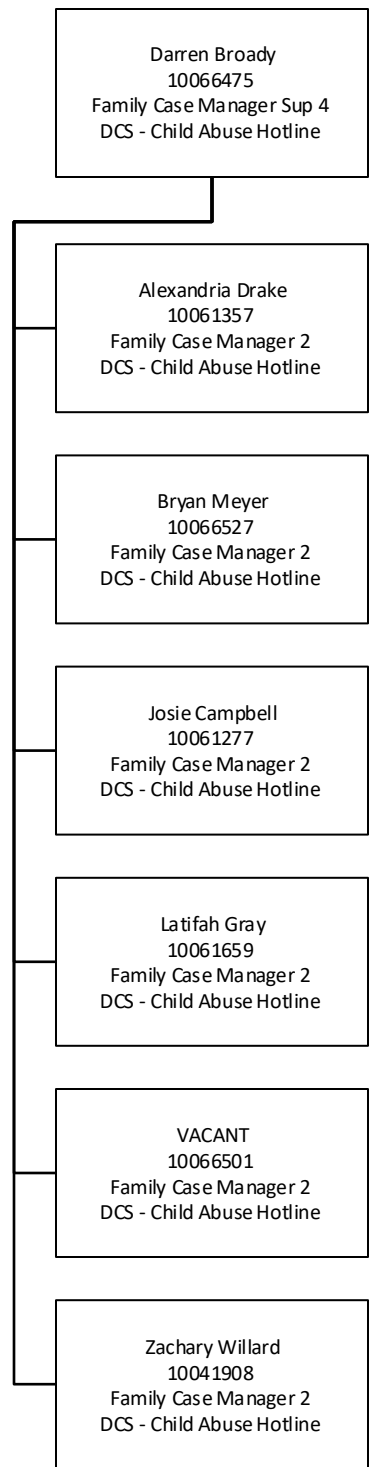 Darren Broady
10066475
Family Case Manager Sup 4
DCS - Child Abuse Hotline
Alexandria Drake
10061357
Family Case Manager 2
DCS - Child Abuse Hotline
Bryan Meyer
10066527
Family Case Manager 2
DCS - Child Abuse Hotline
Josie Campbell
10061277
Family Case Manager 2
DCS - Child Abuse Hotline
Latifah Gray
10061659
Family Case Manager 2
DCS - Child Abuse Hotline
VACANT
10066501
Family Case Manager 2
DCS - Child Abuse Hotline
Zachary Willard
10041908
Family Case Manager 2
DCS - Child Abuse Hotline